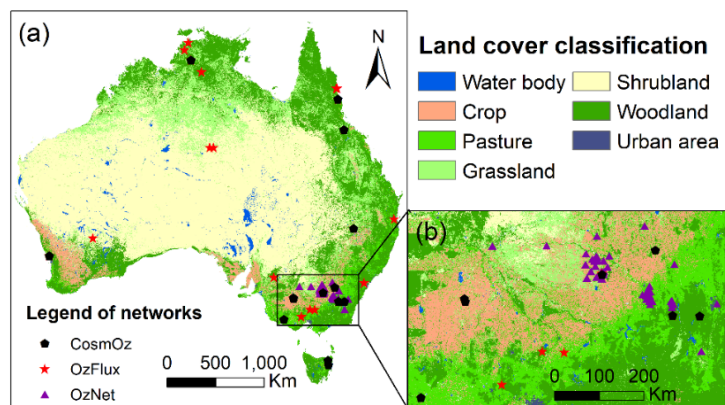 (a)
N
Land cover classification
Water body
Shrubland
Crop
Woodland
Pasture
Urban area
Grassland
(b)
Legend of networks
CosmOz
OzFlux
OzNet
0 500 1,000
Km
0 100 200
Km